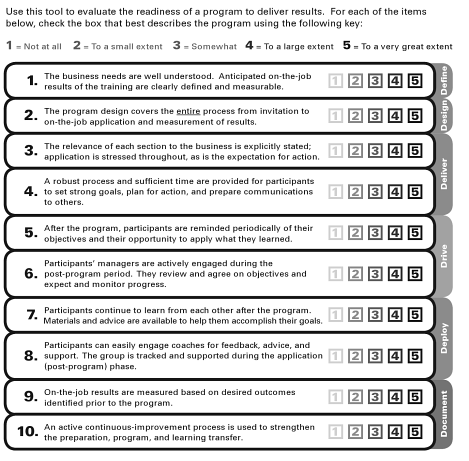 Use this tool to evaluate the readiness of a program to deliver results. For each of the items
below, check the box that best describes the program using the following key:
1 = Not at all 2 = To a small extent 3 = Somewhat 4 = To a large extent 5 = To a very great extent
Define
1. The business needs are well understood. Anticipated on-the-job
results of the training are clearly defined and measurable.
1 2 3 4 5
Design
2. The program design covers the entire process from invitation to
on-the-job application and measurement of results.
1 2 3 4 5
Deliver
3. The relevance of each section to the business is explicitly stated;
application is stressed throughout, as is the expectation for action.
1 2 3 4 5
4. A robust process and sufficient time are provided for participants
to set strong goals, plan for action, and prepare communications
to others.
1 2 3 4 5
Drive
5. After the program, participants are reminded periodically of their
objectives and their opportunity to apply what they learned.
1 2 3 4 5
6. Participants' managers are actively engaged during the
post-program period. They review and agree on objectives and
expect and monitor progress.
1 2 3 4 5
Deploy
7. Participants continue to learn from each other after the program.
Materials and advice are available to help them accomplish their goals.
1 2 3 4 5
8. Participants can easily engage coaches for feedback, advice, and
support. The group is tracked and supported during the application
(post-program) phase.
1 2 3 4 5
Document
9. On-the-job results are measured based on desired outcomes
identified prior to the program.
1 2 3 4 5
10. An active continuous-improvement process is used to strengthen
the preparation, program, and learning transfer.
1 2 3 4 5